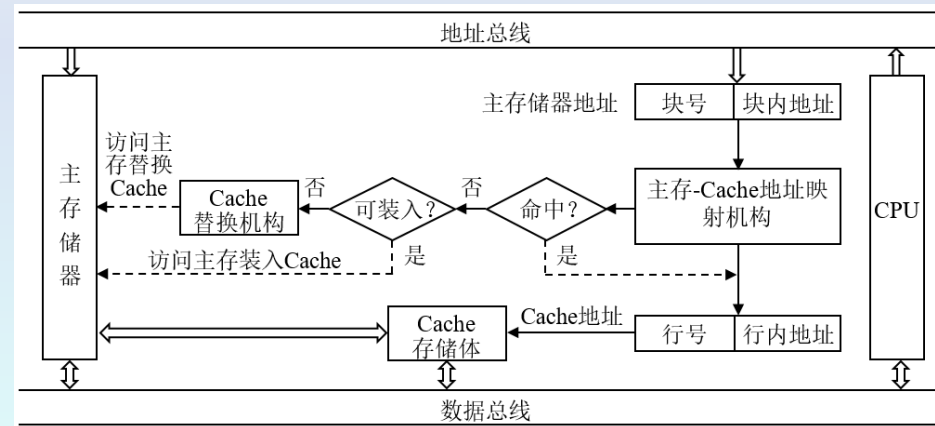 地址总线
主存储器地址
块号
块内地址
访问主
存替换
Cache
主
存
储
器
Cache
替换机构
否
可装入?
否
命中?
主存-Cache地址映
射机构
CPU
访问主存装入Cache
是
是
Cache
存储体
Cache地址
行号
行内地址
数据总线